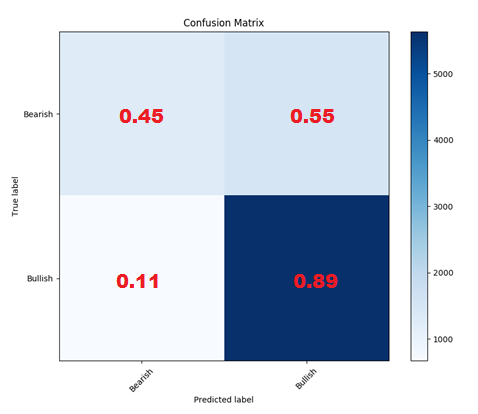 Confusion Matrix
True label
Bearish
0.45 0.55
Bullish
0.11 0.89
Bearish Bullish
Predicted label
5000
4000
3000
2000
1000